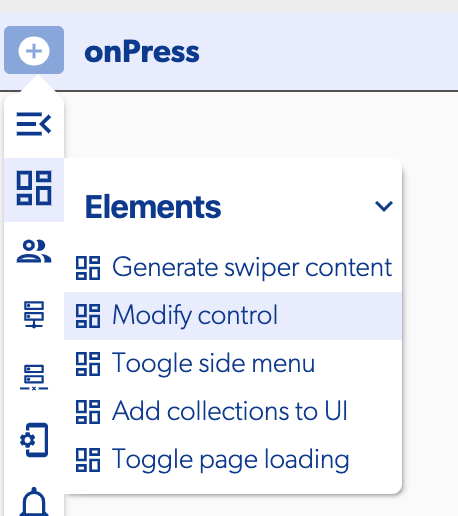 onPress
Elements
Generate swiper content
Modify control
Toogle side menu
Add collections to UI
Toggle page loading